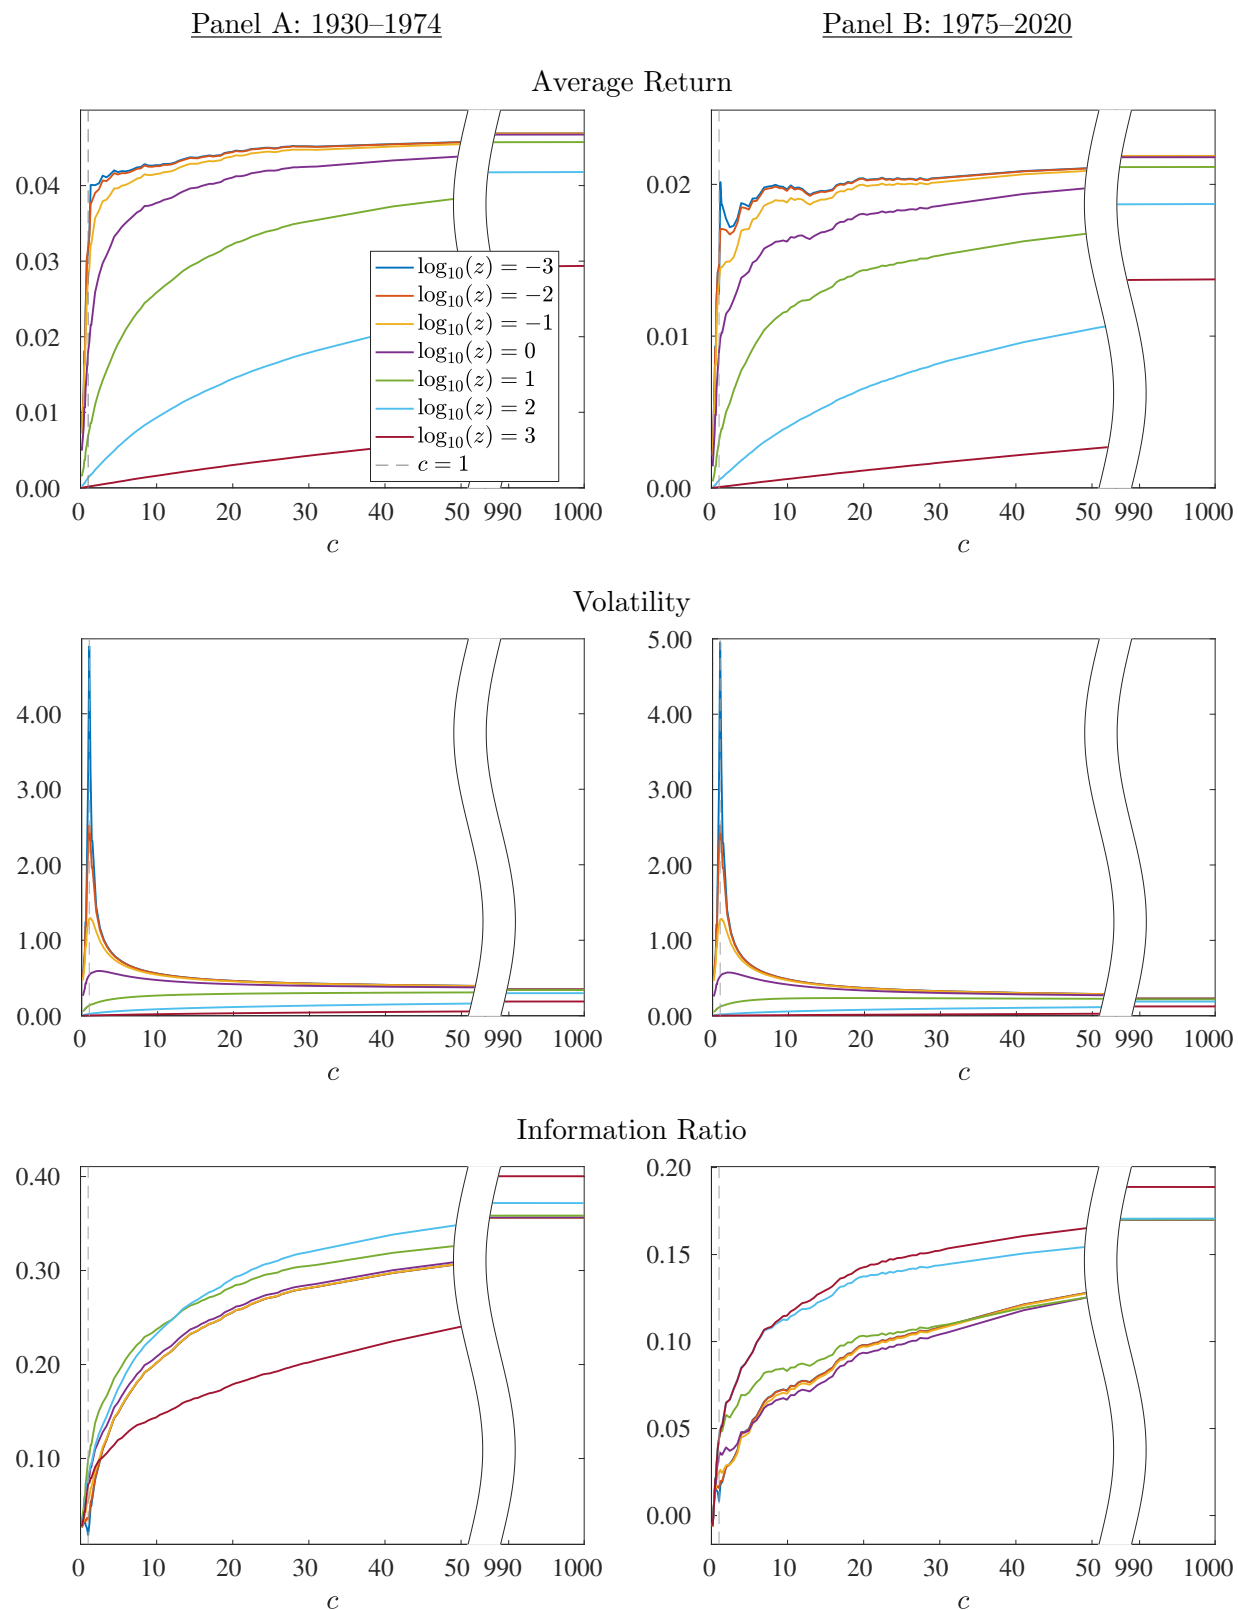 Panel A: 1930–1974
Panel B: 1975–2020
Average Return
0.04
0.03
0.02
0.01
0.00
0 10 20 30 40 50 990 1000
c
log₁₀(z) = −3
log₁₀(z) = −2
log₁₀(z) = −1
log₁₀(z) = 0
log₁₀(z) = 1
log₁₀(z) = 2
log₁₀(z) = 3
c = 1
0.02
0.01
0.00
0 10 20 30 40 50 990 1000
c
Volatility
4.00
3.00
2.00
1.00
0.00
0 10 20 30 40 50 990 1000
c
5.00
4.00
3.00
2.00
1.00
0.00
0 10 20 30 40 50 990 1000
c
Information Ratio
0.40
0.30
0.20
0.10
0 10 20 30 40 50 990 1000
c
0.20
0.15
0.10
0.05
0.00
0 10 20 30 40 50 990 1000
c